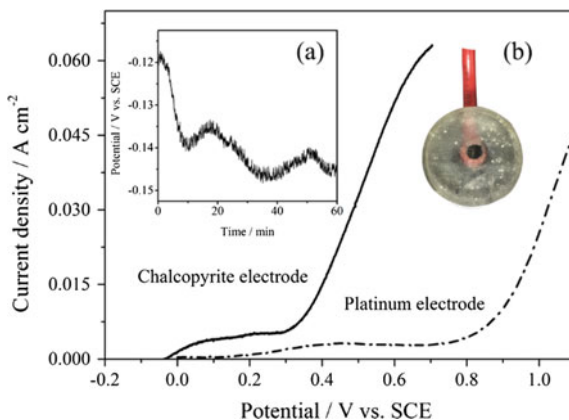 Current density / A cm⁻²
0.060
0.045
0.030
0.015
0.000
-0.2
0.0
0.2
0.4
0.6
0.8
1.0
Potential / V vs. SCE
(a)
Potential / V vs. SCE
-0.12
-0.13
-0.14
-0.15
0
20
40
60
Time / min
(b)
Chalcopyrite electrode
Platinum electrode